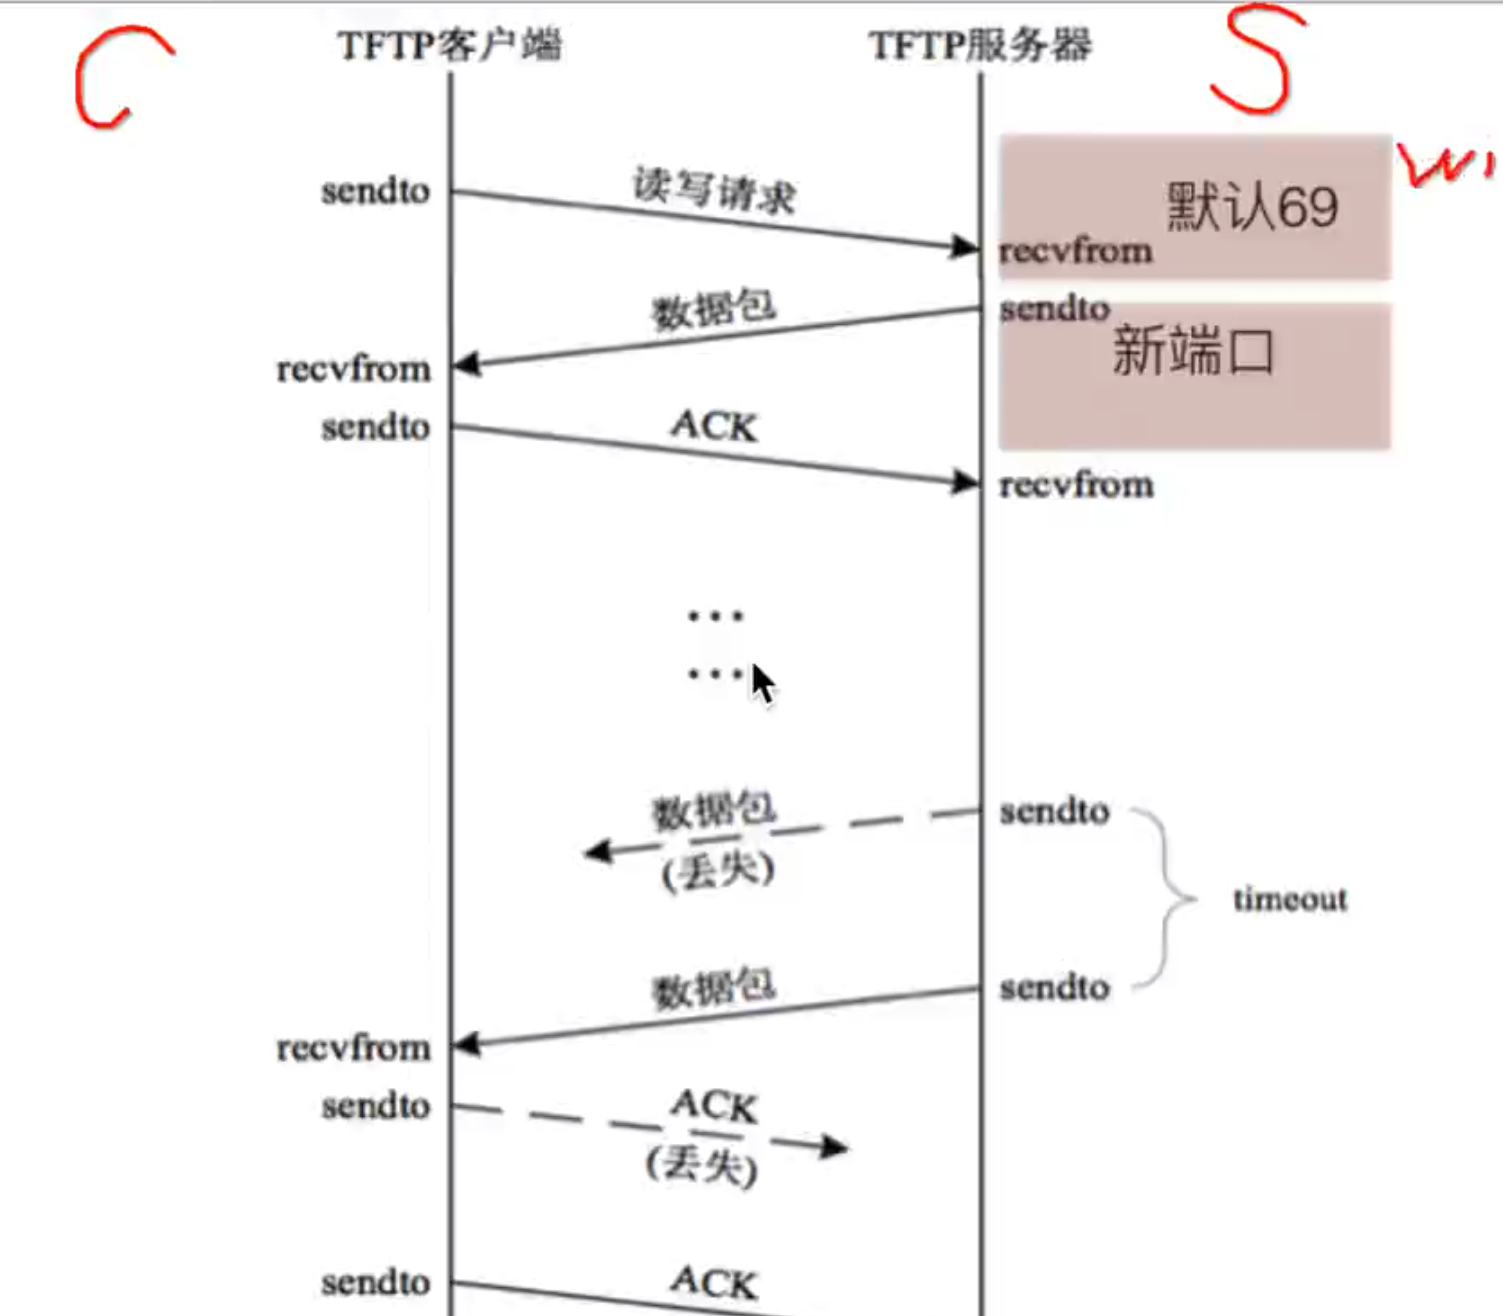 C
TFTP客户端
TFTP服务器
S
sendto
读写请求
默认69
recvfrom
数据包
sendto
新端口
recvfrom
sendto
ACK
recvfrom
...
...
数据包
(丢失)
sendto
timeout
数据包
sendto
recvfrom
sendto
ACK
(丢失)
sendto
ACK